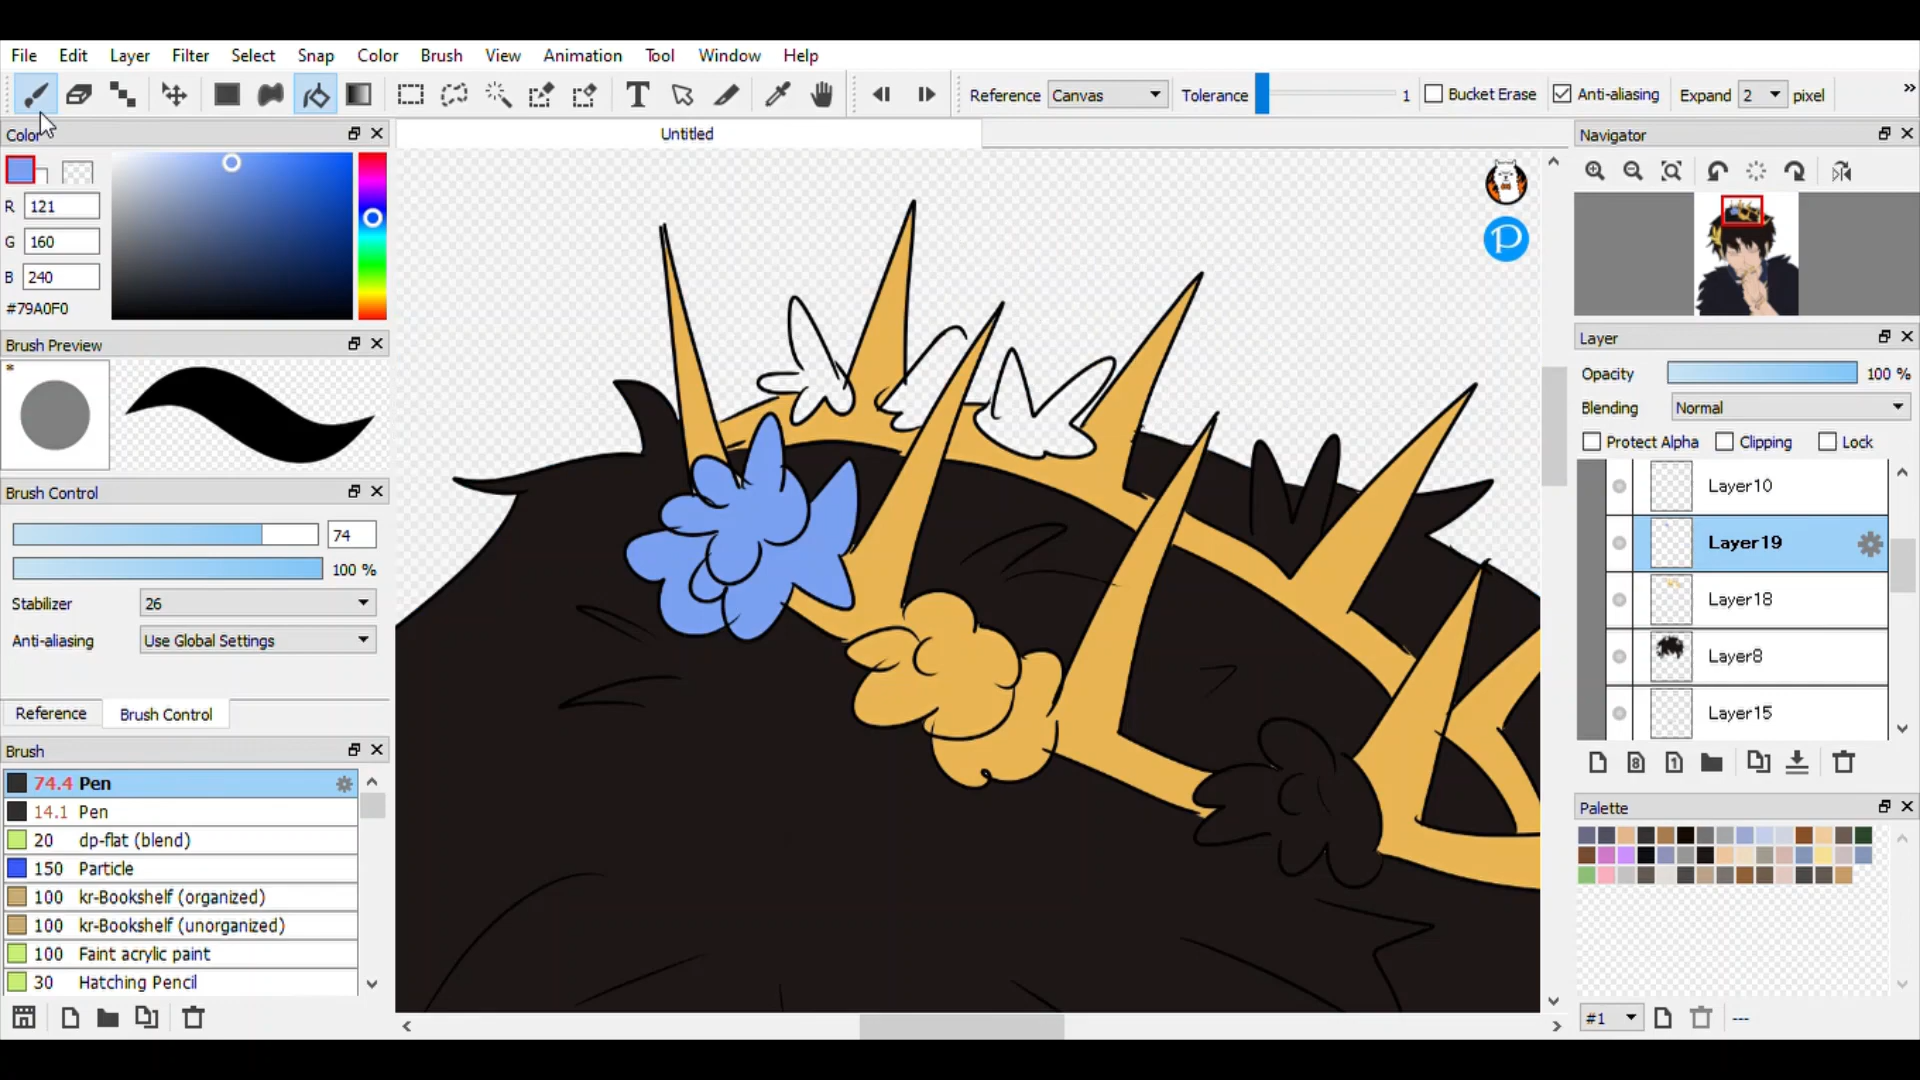 File Edit Layer Filter Select Snap Color Brush View Animation Tool Window Help
T Reference Canvas Tolerance 1 Bucket Erase Anti-aliasing Expand 2 pixel »
Color
Untitled
Navigator
R 121
G 160
B 240
#79A0F0
P
Brush Preview
Layer
Opacity 100 %
Blending Normal
Protect Alpha Clipping Lock
Brush Control
74
100 %
Stabilizer 26
Anti-aliasing Use Global Settings
Layer10
Layer19
Layer18
Layer8
Layer15
Reference Brush Control
8 1
Brush
74.4 Pen
14.1 Pen
20 dp-flat (blend)
150 Particle
100 kr-Bookshelf (organized)
100 kr-Bookshelf (unorganized)
100 Faint acrylic paint
30 Hatching Pencil
Palette
#1 ---